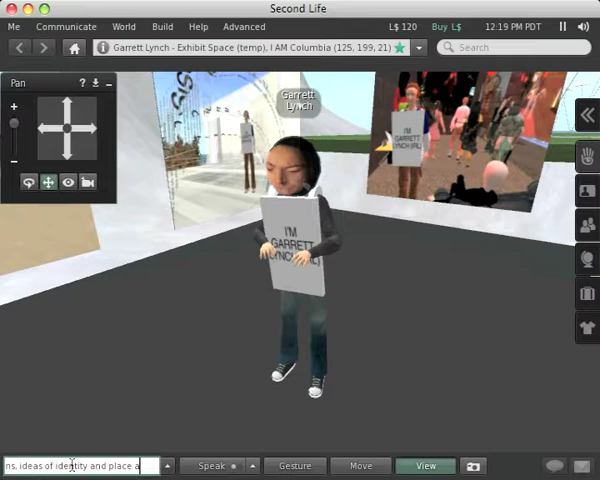 Second Life
Me Communicate World Build Help Advanced L$ 120 Buy L$ 12:19 PM PDT
Garrett Lynch - Exhibit Space (temp), I AM Columbia (125, 199, 21) Search
Pan ?
Garrett
Lynch
I'M
GARRETT
LYNCH (IRL)
I'M
GARRETT
LYNCH (IRL)
ns, ideas of identity and place a Speak Gesture Move View